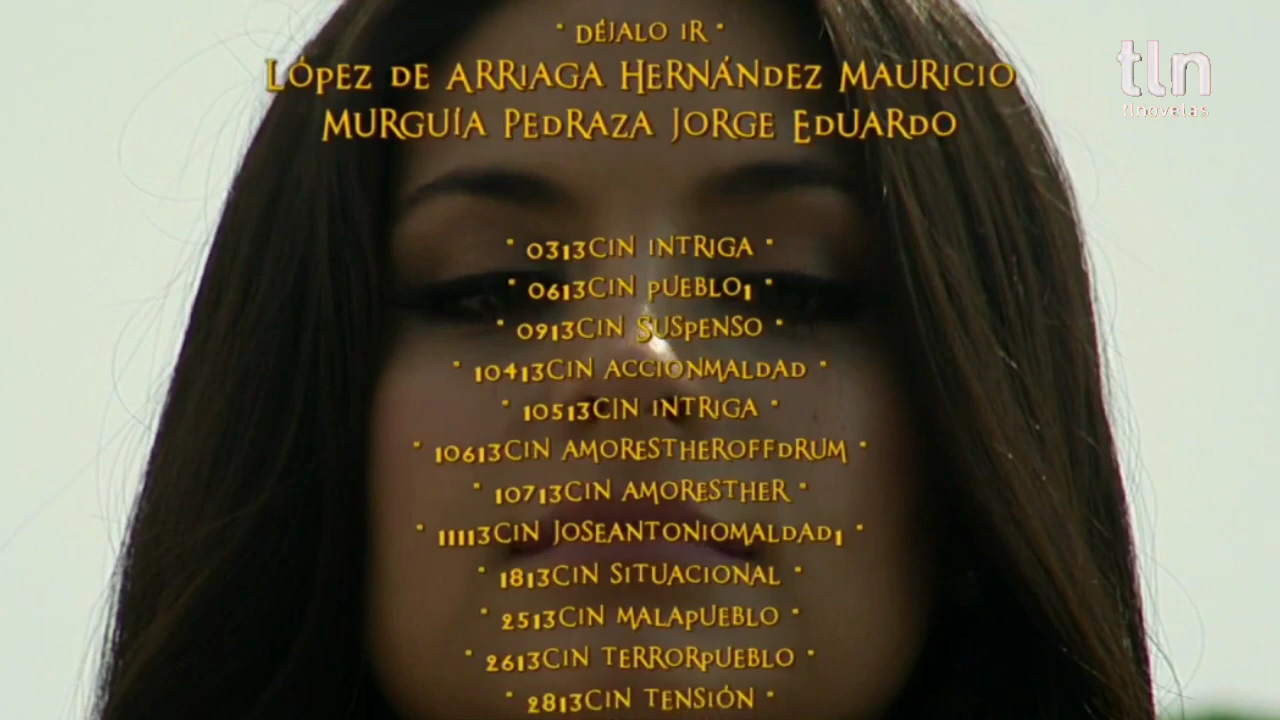 " DÉJALO IR "
LÓPEZ DE ARRIAGA HERNÁNDEZ MAURICIO
MURGUÍA PEDRAZA JORGE EDUARDO
" 0313CIN INTRIGA "
" 0613CIN PUEBLO1 "
" 0913CIN SUSPENSO "
" 10413CIN ACCIONMALDAD "
" 10513CIN INTRIGA "
" 10613CIN AMORESTHEROFFDRUM "
" 10713CIN AMORESTHER "
" 11113CIN JOSEANTONIOMALDAD1 "
" 1813CIN SITUACIONAL "
" 2513CIN MALAPUEBLO "
" 2613CIN TERRORPUEBLO "
" 2813CIN TENSIÓN "
tln
tlnovelas